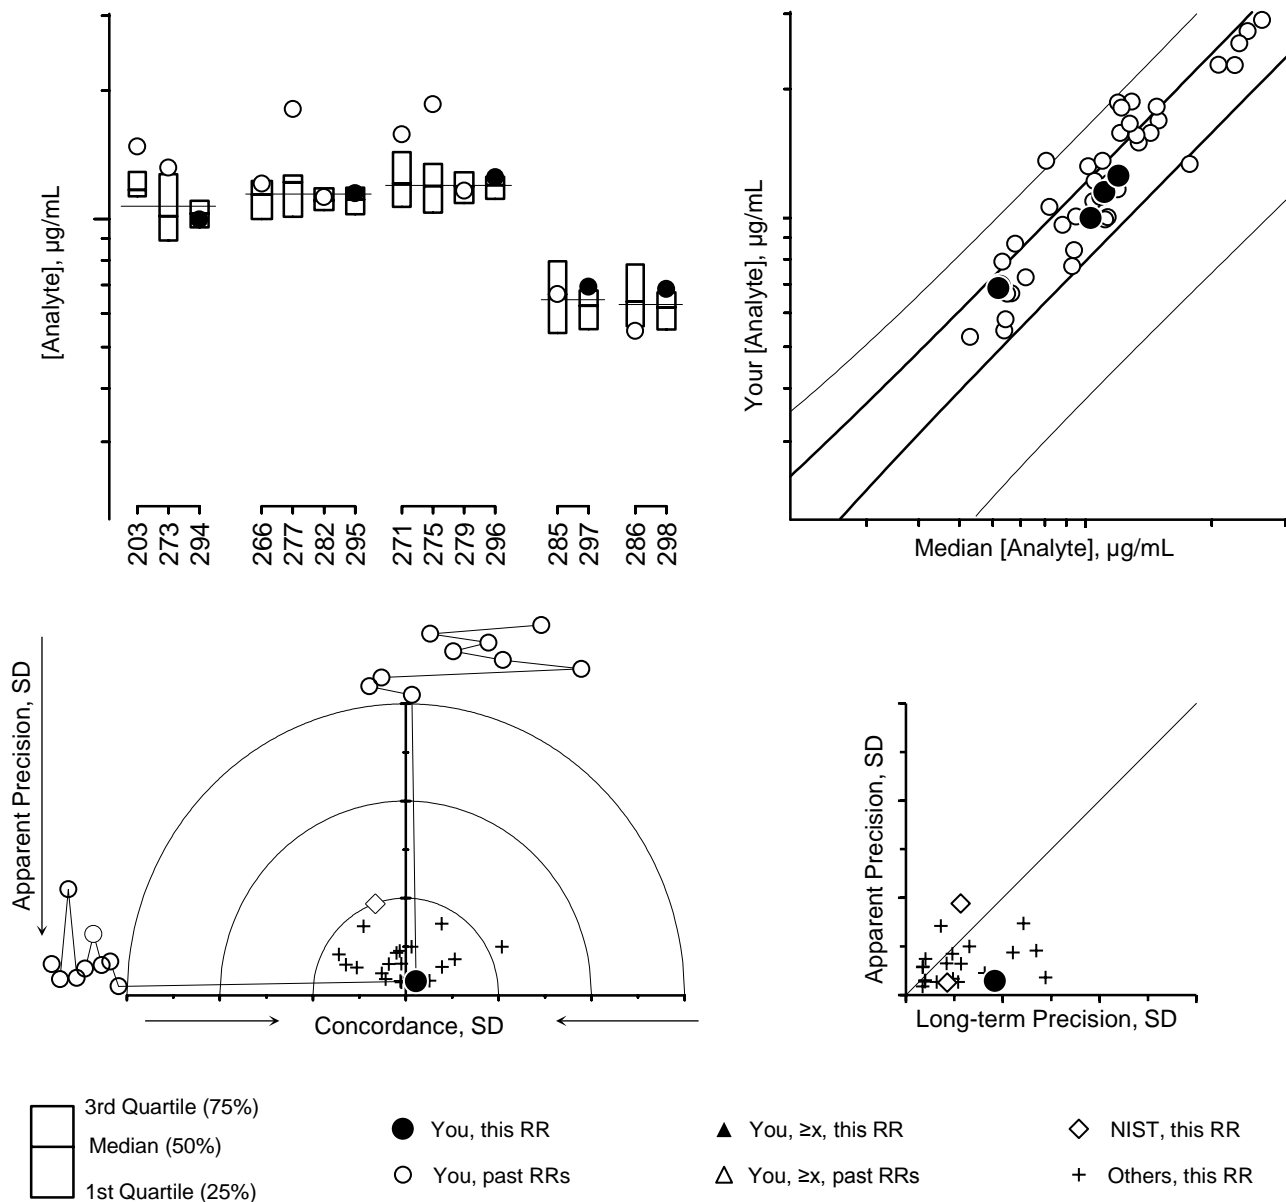 [Analyte], µg/mL
203
273
294
266
277
282
295
271
275
279
296
285
297
286
298
Your [Analyte], µg/mL
Median [Analyte], µg/mL
Apparent Precision, SD
Concordance, SD
Apparent Precision, SD
Long-term Precision, SD
3rd Quartile (75%)
Median (50%)
1st Quartile (25%)
You, this RR
You, past RRs
You, ≥x, this RR
You, ≥x, past RRs
NIST, this RR
Others, this RR